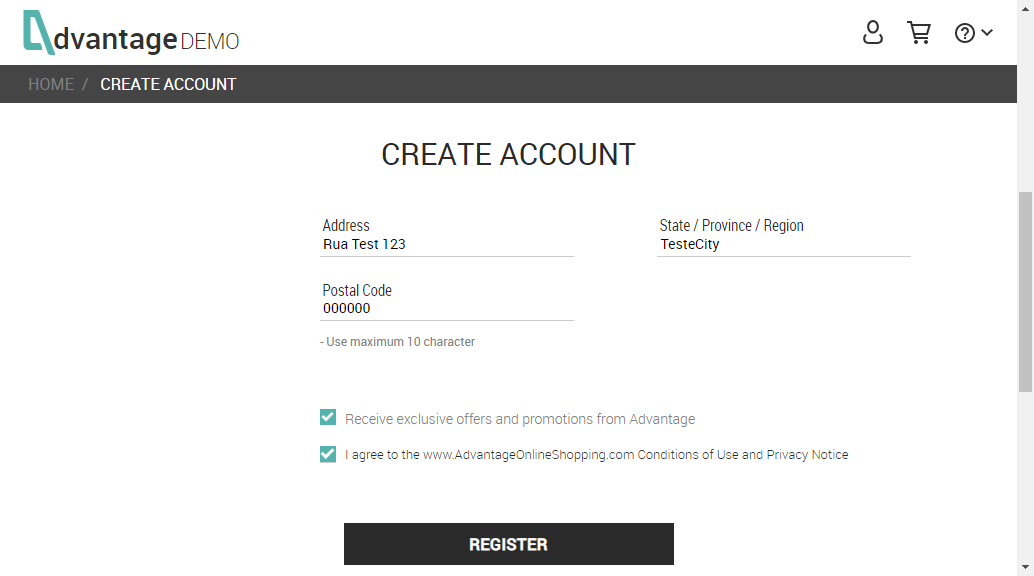 dvantage DEMO
HOME / CREATE ACCOUNT
CREATE ACCOUNT
Address
Rua Test 123
State / Province / Region
TesteCity
Postal Code
000000
- Use maximum 10 character
Receive exclusive offers and promotions from Advantage
I agree to the www.AdvantageOnlineShopping.com Conditions of Use and Privacy Notice
REGISTER